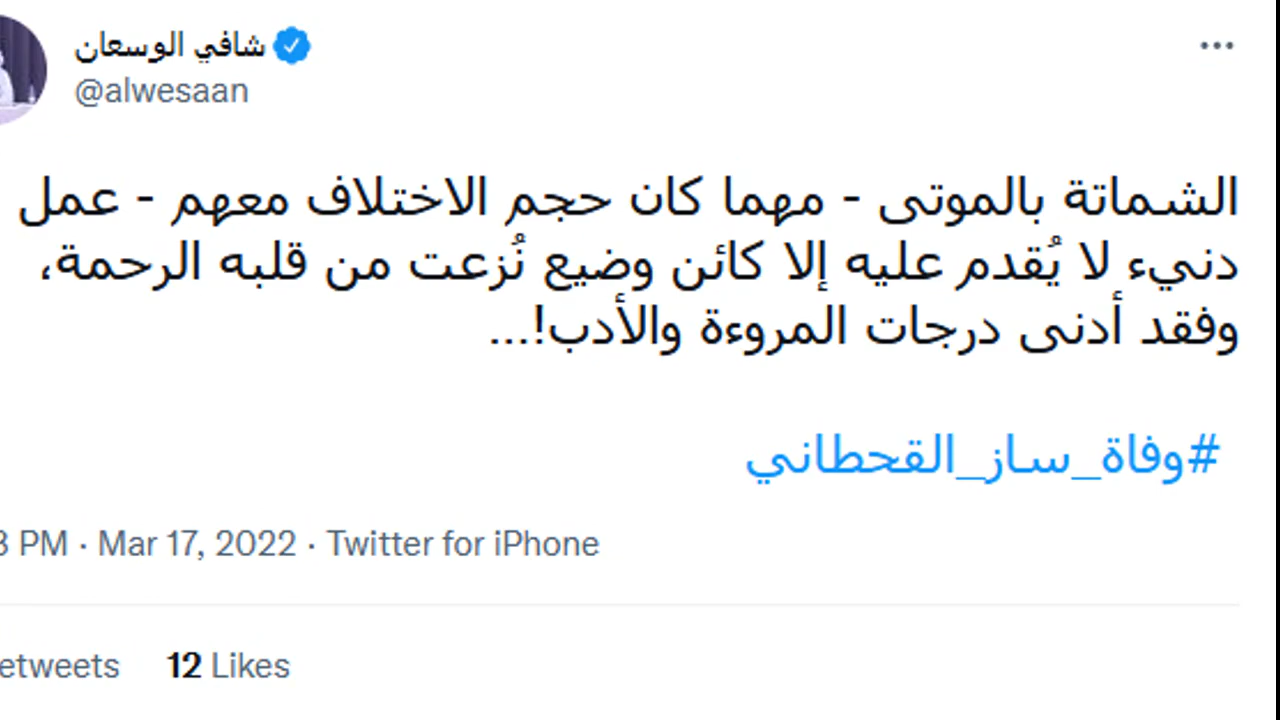 شافي الوسعان
@alwesaan
الشماتة بالموتى - مهما كان حجم الاختلاف معهم - عمل
دنيء لا يُقدم عليه إلا كائن وضيع نُزعت من قلبه الرحمة،
وفقد أدنى درجات المروءة والأدب!...
#وفاة_ساز_القحطاني
PM · Mar 17, 2022 · Twitter for iPhone
etweets 12 Likes